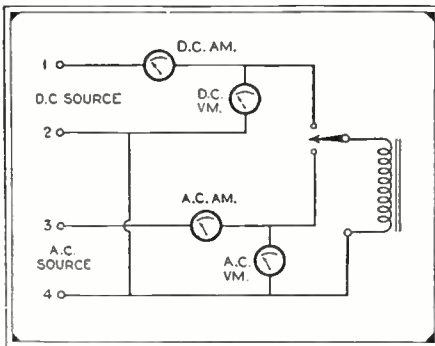 D.C. AM.
1
D.C SOURCE
D.C.
VM.
2
A.C. AM.
3
A.C.
SOURCE
A.C.
VM.
4